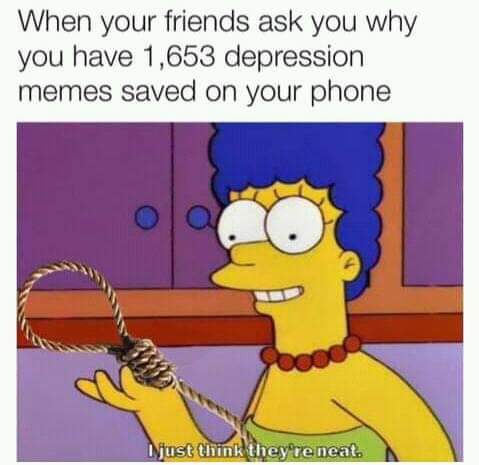 When your friends ask you why
you have 1,653 depression
memes saved on your phone
I just think they're neat.